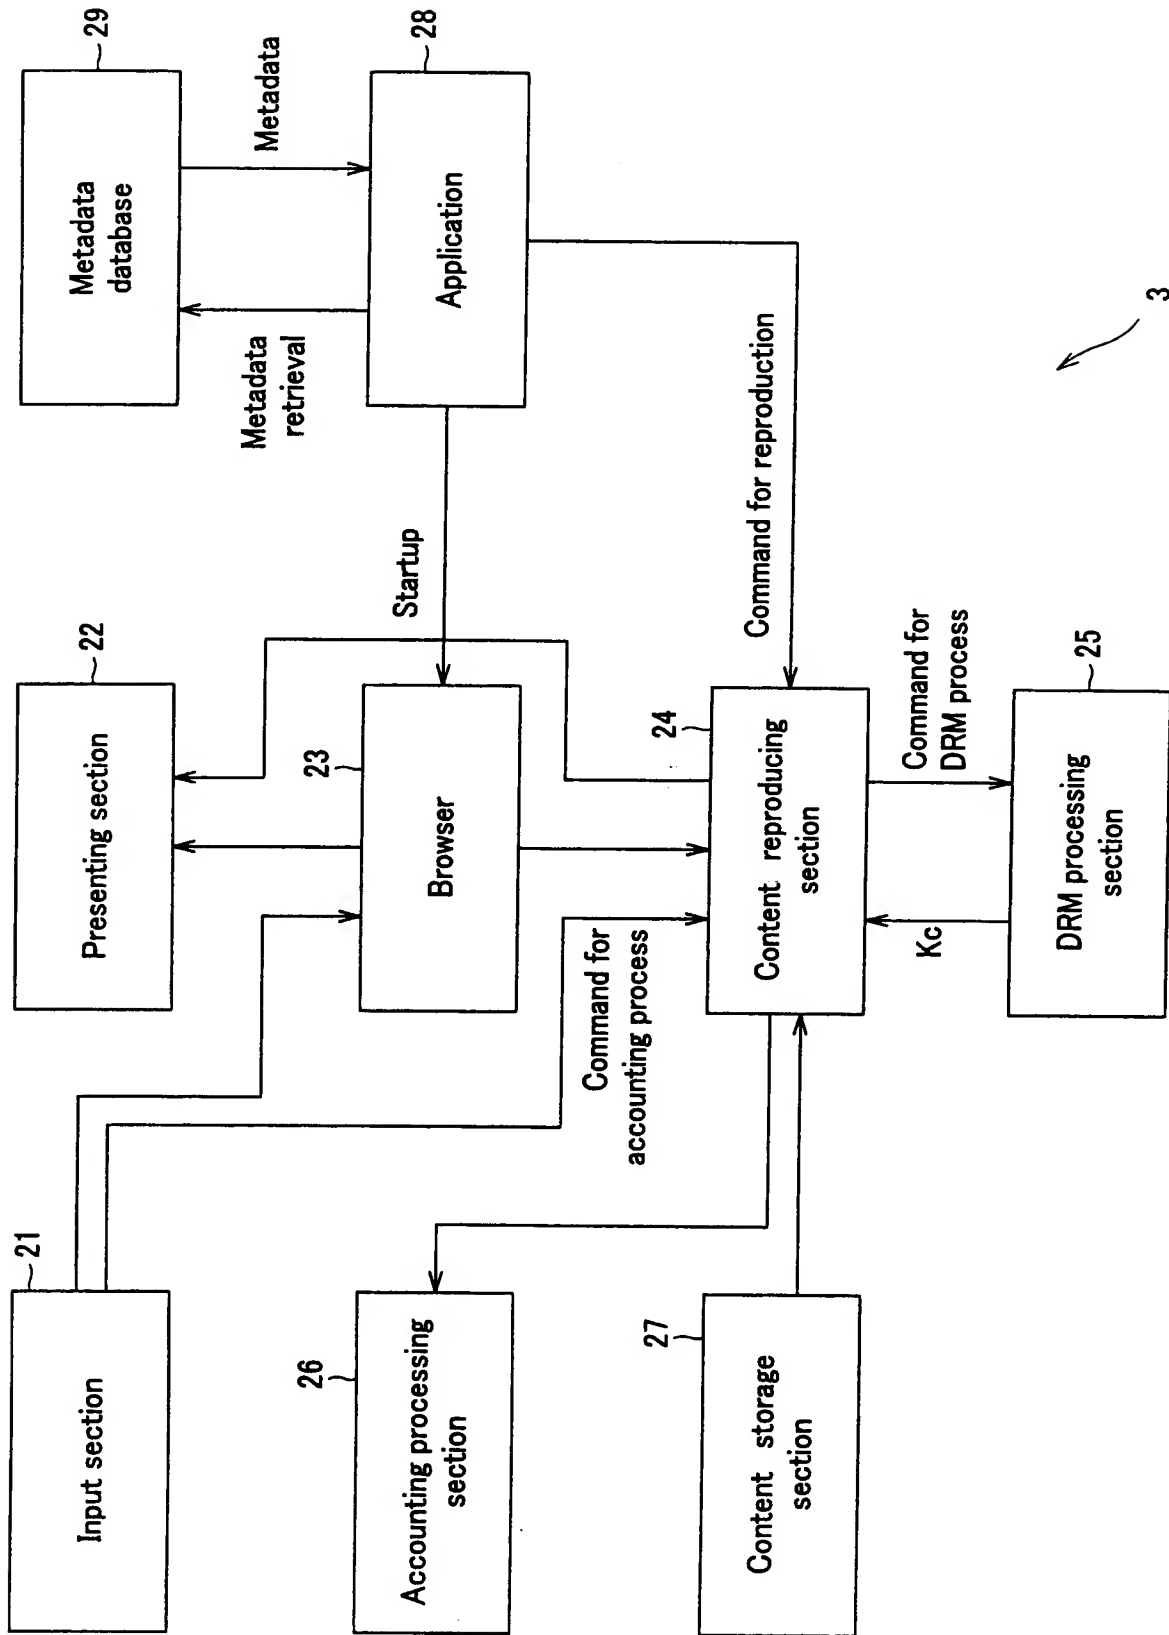 21
Input section
22
Presenting section
29
Metadata
database
Metadata
Metadata
retrieval
28
Application
Startup
23
Browser
26
Accounting processing
section
Command for
accounting process
24
Content reproducing
section
Command for reproduction
27
Content storage
section
Kc
Command for
DRM process
25
DRM processing
section
3